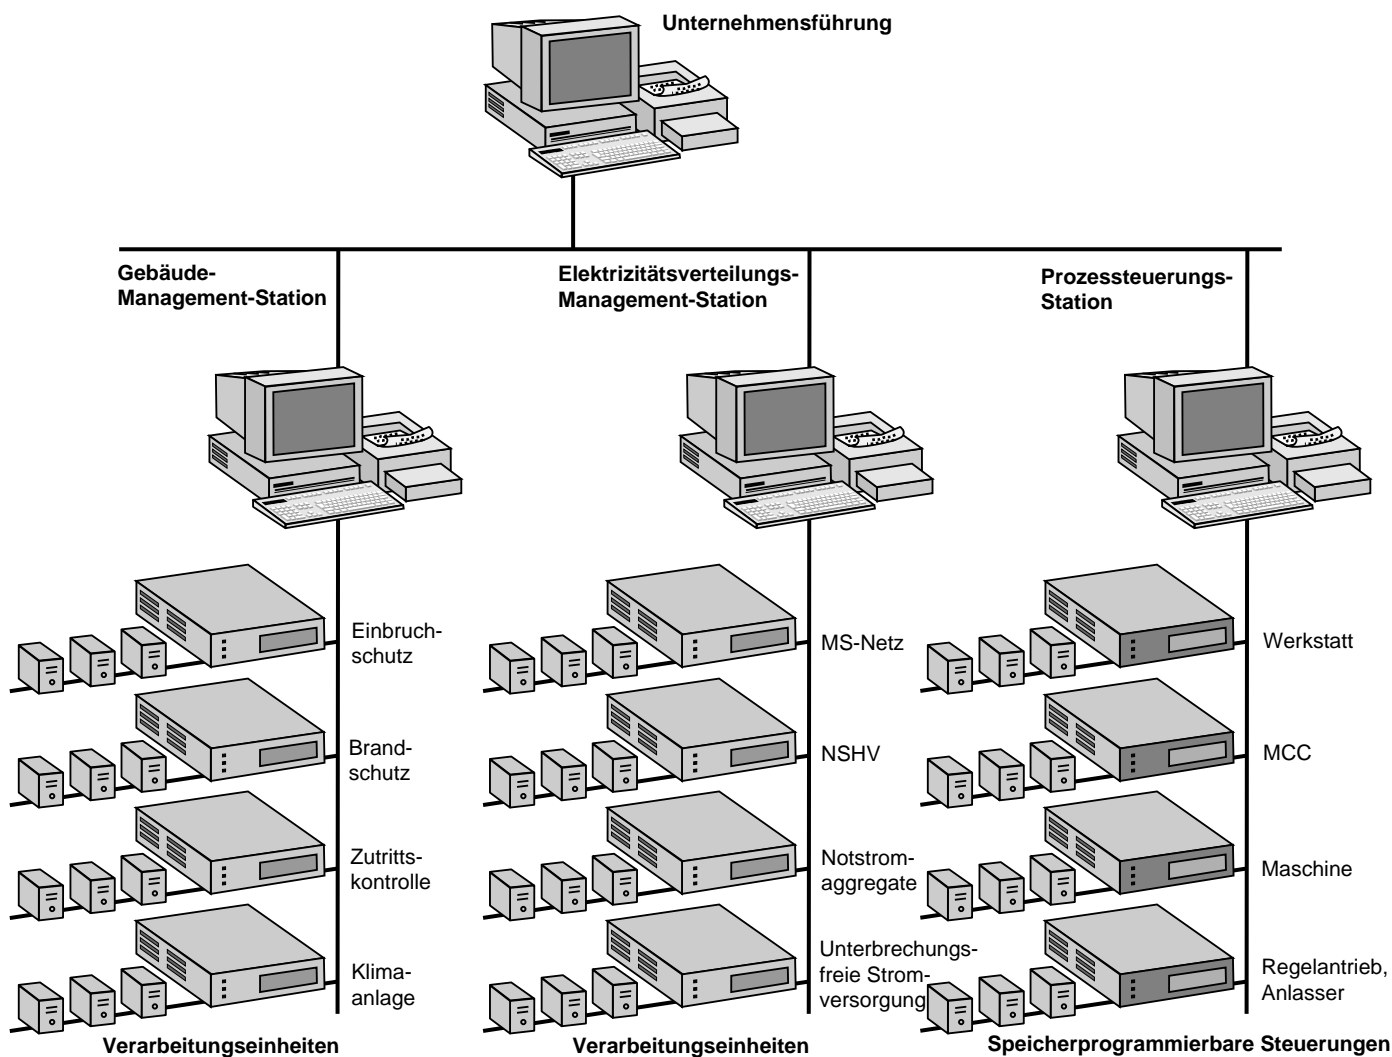 Unternehmensführung
Gebäude-
Management-Station
Elektrizitätsverteilungs-
Management-Station
Prozessteuerungs-
Station
Einbruch-
schutz
Brand-
schutz
Zutritts-
kontrolle
Klima-
anlage
Verarbeitungseinheiten
MS-Netz
NSHV
Notstrom-
aggregate
Unterbrechungs-
freie Strom-
versorgung
Verarbeitungseinheiten
Werkstatt
MCC
Maschine
Regelantrieb,
Anlasser
Speicherprogrammierbare Steuerungen